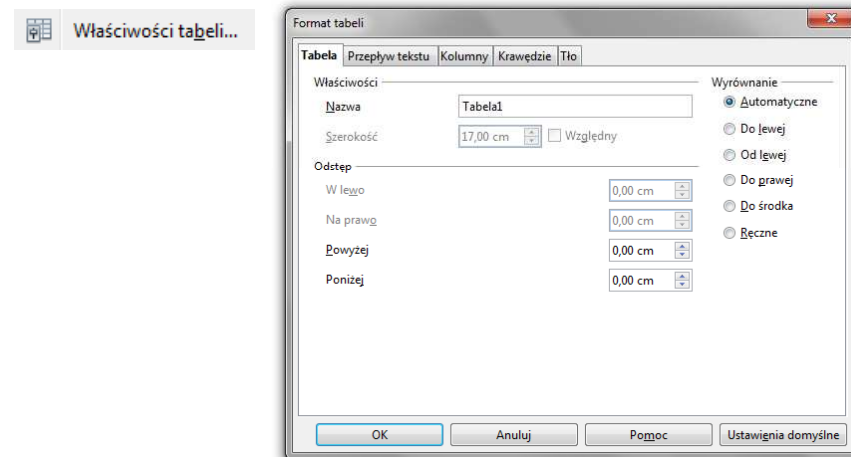 Właściwości tabeli...
Format tabeli
Tabela Przepływ tekstu Kolumny Krawędzie Tło
Właściwości
Nazwa Tabela1
Szerokość 17,00 cm Względny
Odstęp
W lewo 0,00 cm
Na prawo 0,00 cm
Powyżej 0,00 cm
Poniżej 0,00 cm
Wyrównanie
Automatyczne
Do lewej
Od lewej
Do prawej
Do środka
Ręczne
OK Anuluj Pomoc Ustawienia domyślne